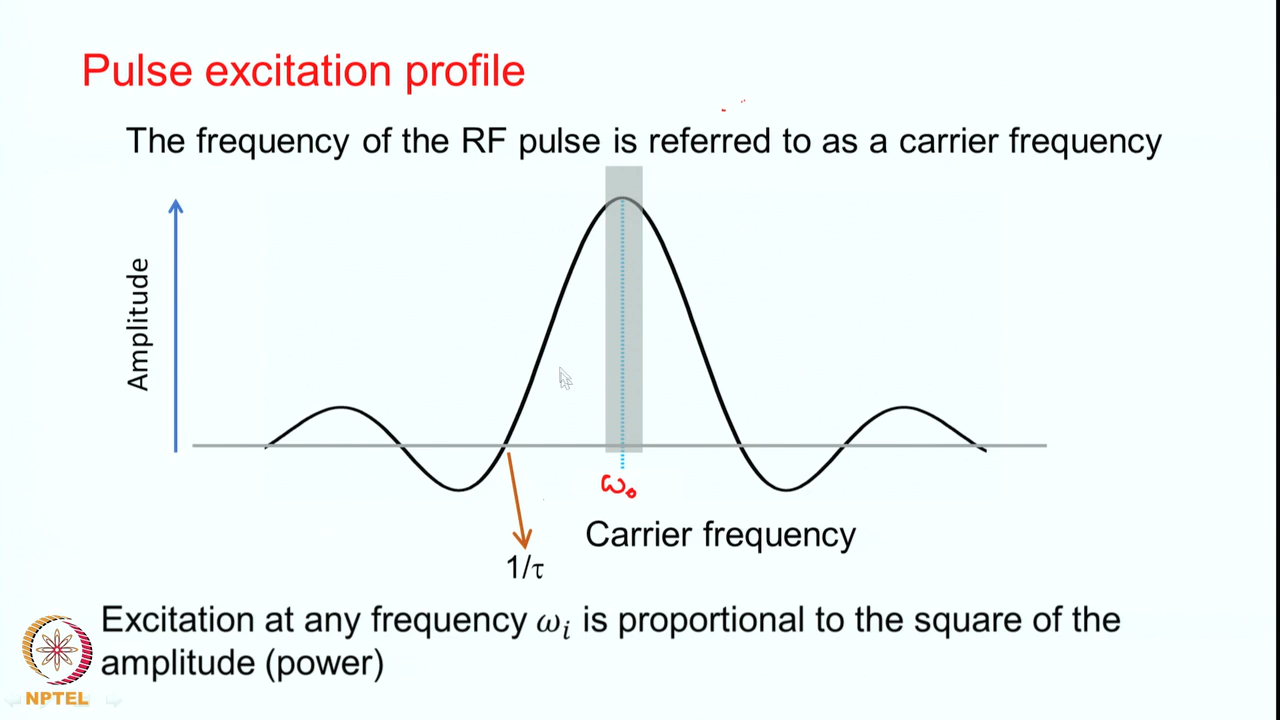 Pulse excitation profile
The frequency of the RF pulse is referred to as a carrier frequency
Amplitude
ω₀
Carrier frequency
1/τ
Excitation at any frequency ωᵢ is proportional to the square of the
amplitude (power)
NPTEL